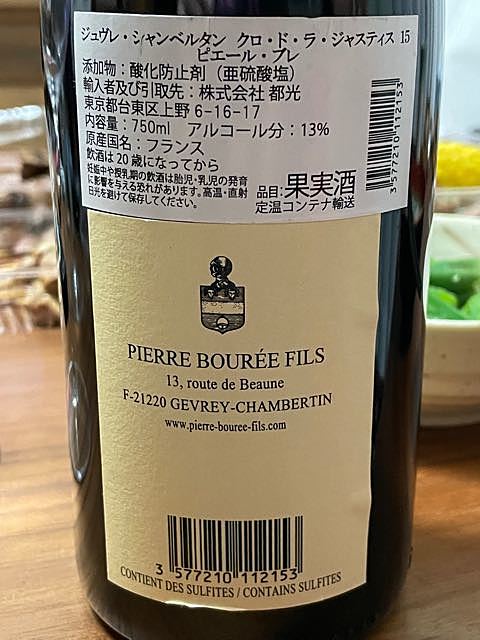 ジュヴレ・シャンベルタン クロ・ド・ラ・ジャスティス 15
ピエール・ブレ
添加物：酸化防止剤（亜硫酸塩）
輸入者及び引取先：株式会社 都光
東京都台東区上野 6-16-17
内容量：750ml アルコール分：13%
原産国名：フランス
飲酒は20歳になってから
妊娠中や授乳期の飲酒は胎児・乳児の発育
に影響を与える恐れがあります。高温・直射
日光を避けて保存してください。
品目：果実酒
定温コンテナ輸送
3577210112153
PIERRE BOURÉE FILS
13, route de Beaune
F-21220 GEVREY-CHAMBERTIN
www.pierre-bouree-fils.com
3 577210 112153
CONTIENT DES SULFITES / CONTAINS SULFITES